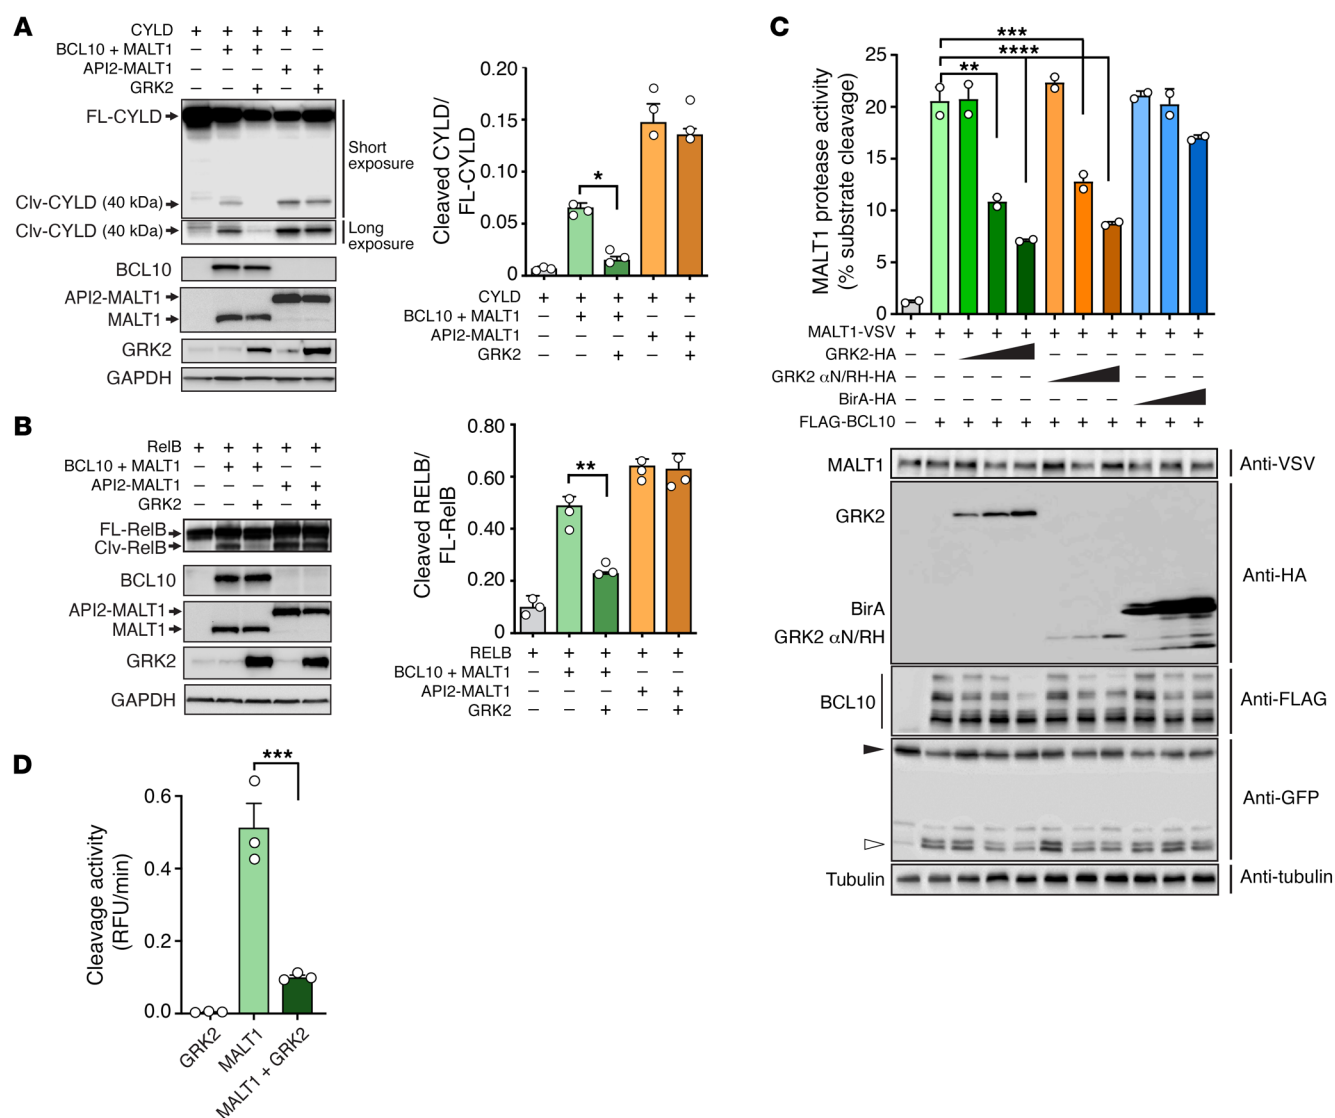 A
CYLD + + + + +
BCL10 + MALT1 – + + – –
API2-MALT1 – – – + +
GRK2 – – + – +
FL-CYLD
Short
exposure
Clv-CYLD (40 kDa)
Clv-CYLD (40 kDa)
Long
exposure
BCL10
API2-MALT1
MALT1
GRK2
GAPDH
Cleaved CYLD/
FL-CYLD
0.20
0.15
0.10
0.05
0
*
CYLD + + + + +
BCL10 + MALT1 – + + – –
API2-MALT1 – – – + +
GRK2 – – + – +
B
RelB + + + + +
BCL10 + MALT1 – + + – –
API2-MALT1 – – – + +
GRK2 – – + – +
FL-RelB
Clv-RelB
BCL10
API2-MALT1
MALT1
GRK2
GAPDH
Cleaved RELB/
FL-RelB
0.80
0.60
0.40
0.20
0
**
RELB + + + + +
BCL10 + MALT1 – + + – –
API2-MALT1 – – – + +
GRK2 – – + – +
C
MALT1 protease activity
(% substrate cleavage)
25
20
15
10
5
0
***
****
**
MALT1-VSV + + + + + + + + + + +
GRK2-HA – – – – – – – –
GRK2 αN/RH-HA – – – – – – – –
BirA-HA – – – – – – – –
FLAG-BCL10 – + + + + + + + + + +
MALT1
Anti-VSV
GRK2
Anti-HA
BirA
GRK2 αN/RH
BCL10
Anti-FLAG
Anti-GFP
Tubulin
Anti-tubulin
D
Cleavage activity
(RFU/min)
0.6
0.4
0.2
0.0
***
GRK2
MALT1
MALT1 + GRK2